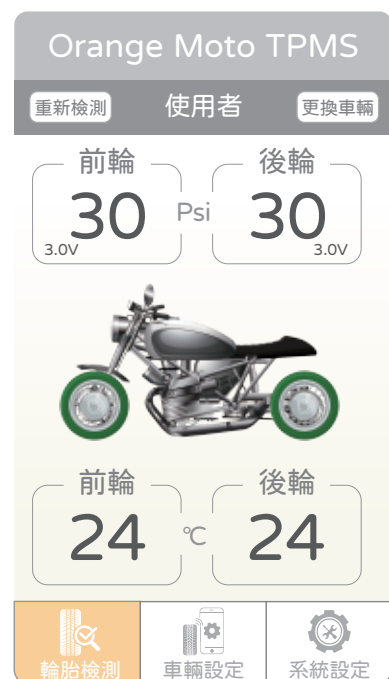 Orange Moto TPMS
重新檢測 使用者 更換車輛
前輪 後輪
30 Psi 30
3.0V 3.0V
前輪 後輪
24 °C 24
輪胎檢測 車輛設定 系統設定